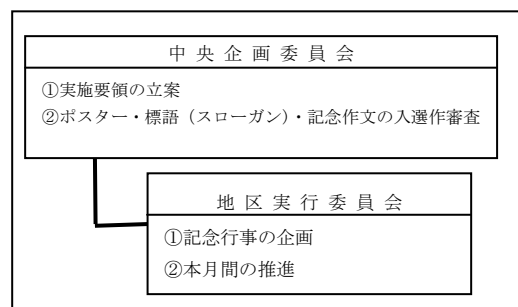 中央企画委員会
①実施要領の立案
②ポスター・標語（スローガン）・記念作文の入選作審査
地区実行委員会
①記念行事の企画
②本月間の推進